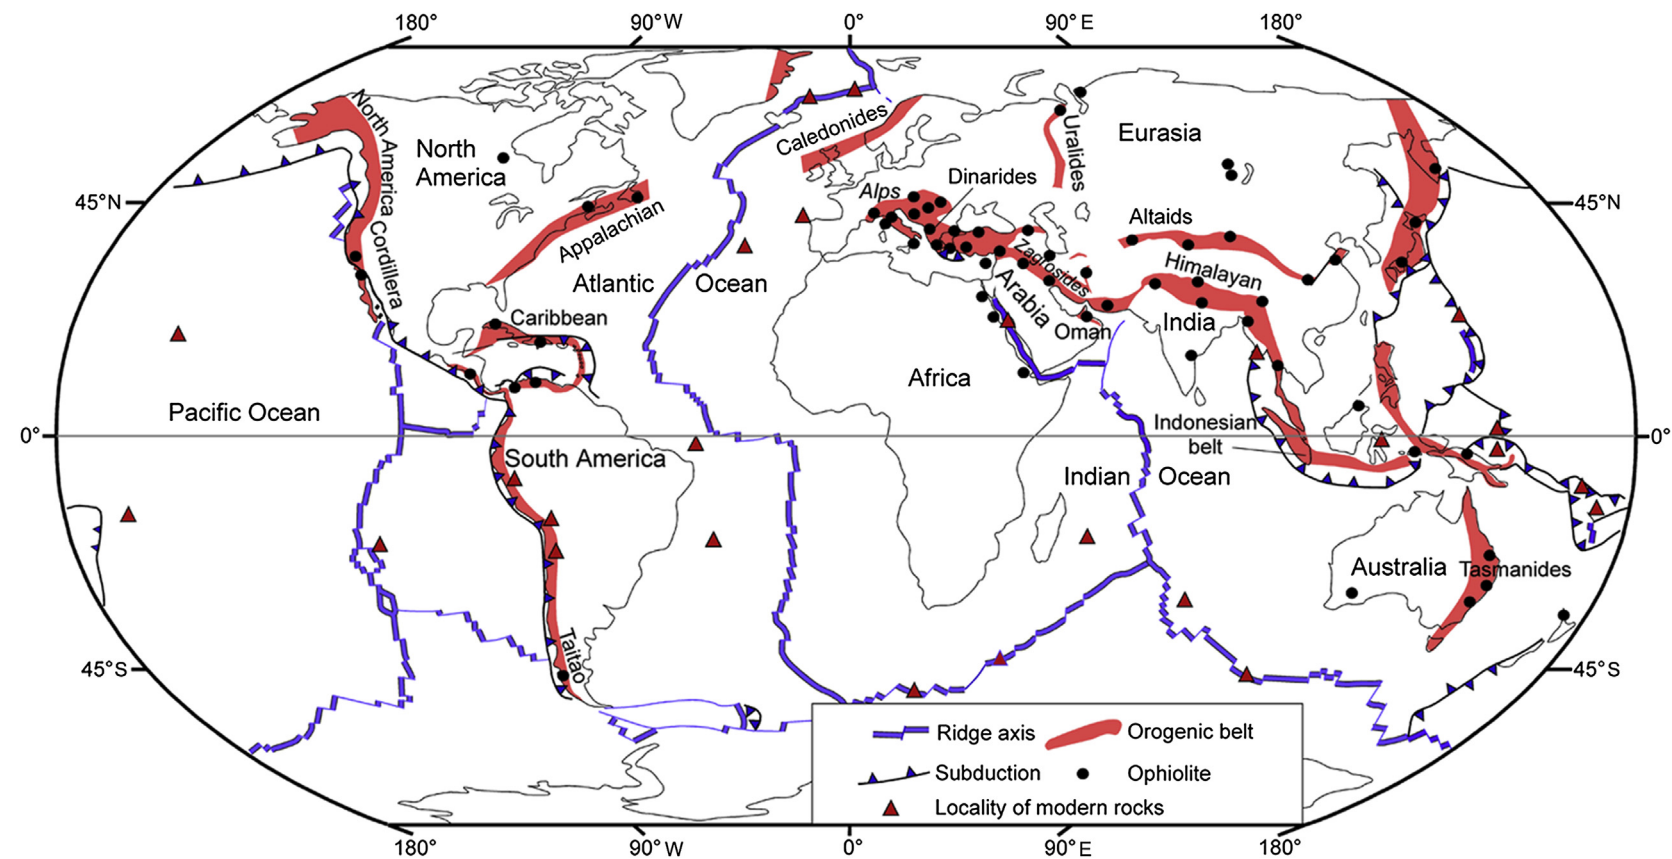 180°
90°W
0°
90°E
180°
North America Cordillera
North
America
Caledonides
Uralides
Eurasia
45°N
Appalachian
Alps
Dinarides
Altaids
45°N
Atlantic
Ocean
Zagrosides
Himalayan
Arabia
Caribbean
Oman
India
Africa
Pacific Ocean
Indonesian
belt
0°
0°
South America
Indian
Ocean
Australia
Tasmanides
Taitao
45°S
45°S
Ridge axis
Orogenic belt
Subduction
Ophiolite
Locality of modern rocks
180°
90°W
0°
90°E
180°